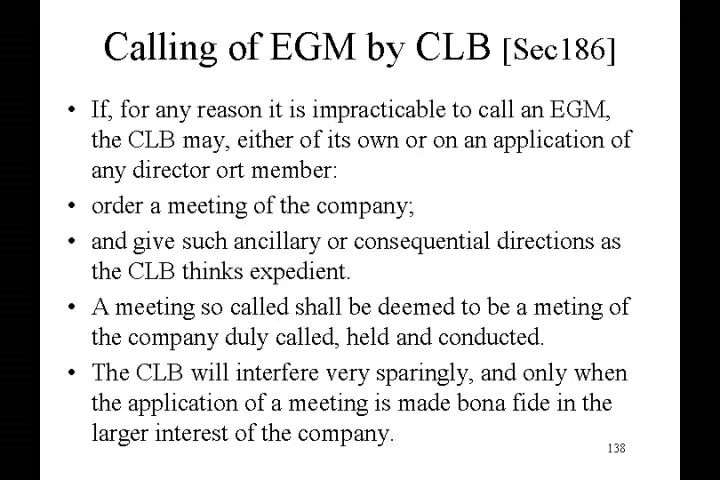 Calling of EGM by CLB [Sec186]
• If, for any reason it is impracticable to call an EGM,
the CLB may, either of its own or on an application of
any director ort member:
• order a meeting of the company;
• and give such ancillary or consequential directions as
the CLB thinks expedient.
• A meeting so called shall be deemed to be a meting of
the company duly called, held and conducted.
• The CLB will interfere very sparingly, and only when
the application of a meeting is made bona fide in the
larger interest of the company.
138